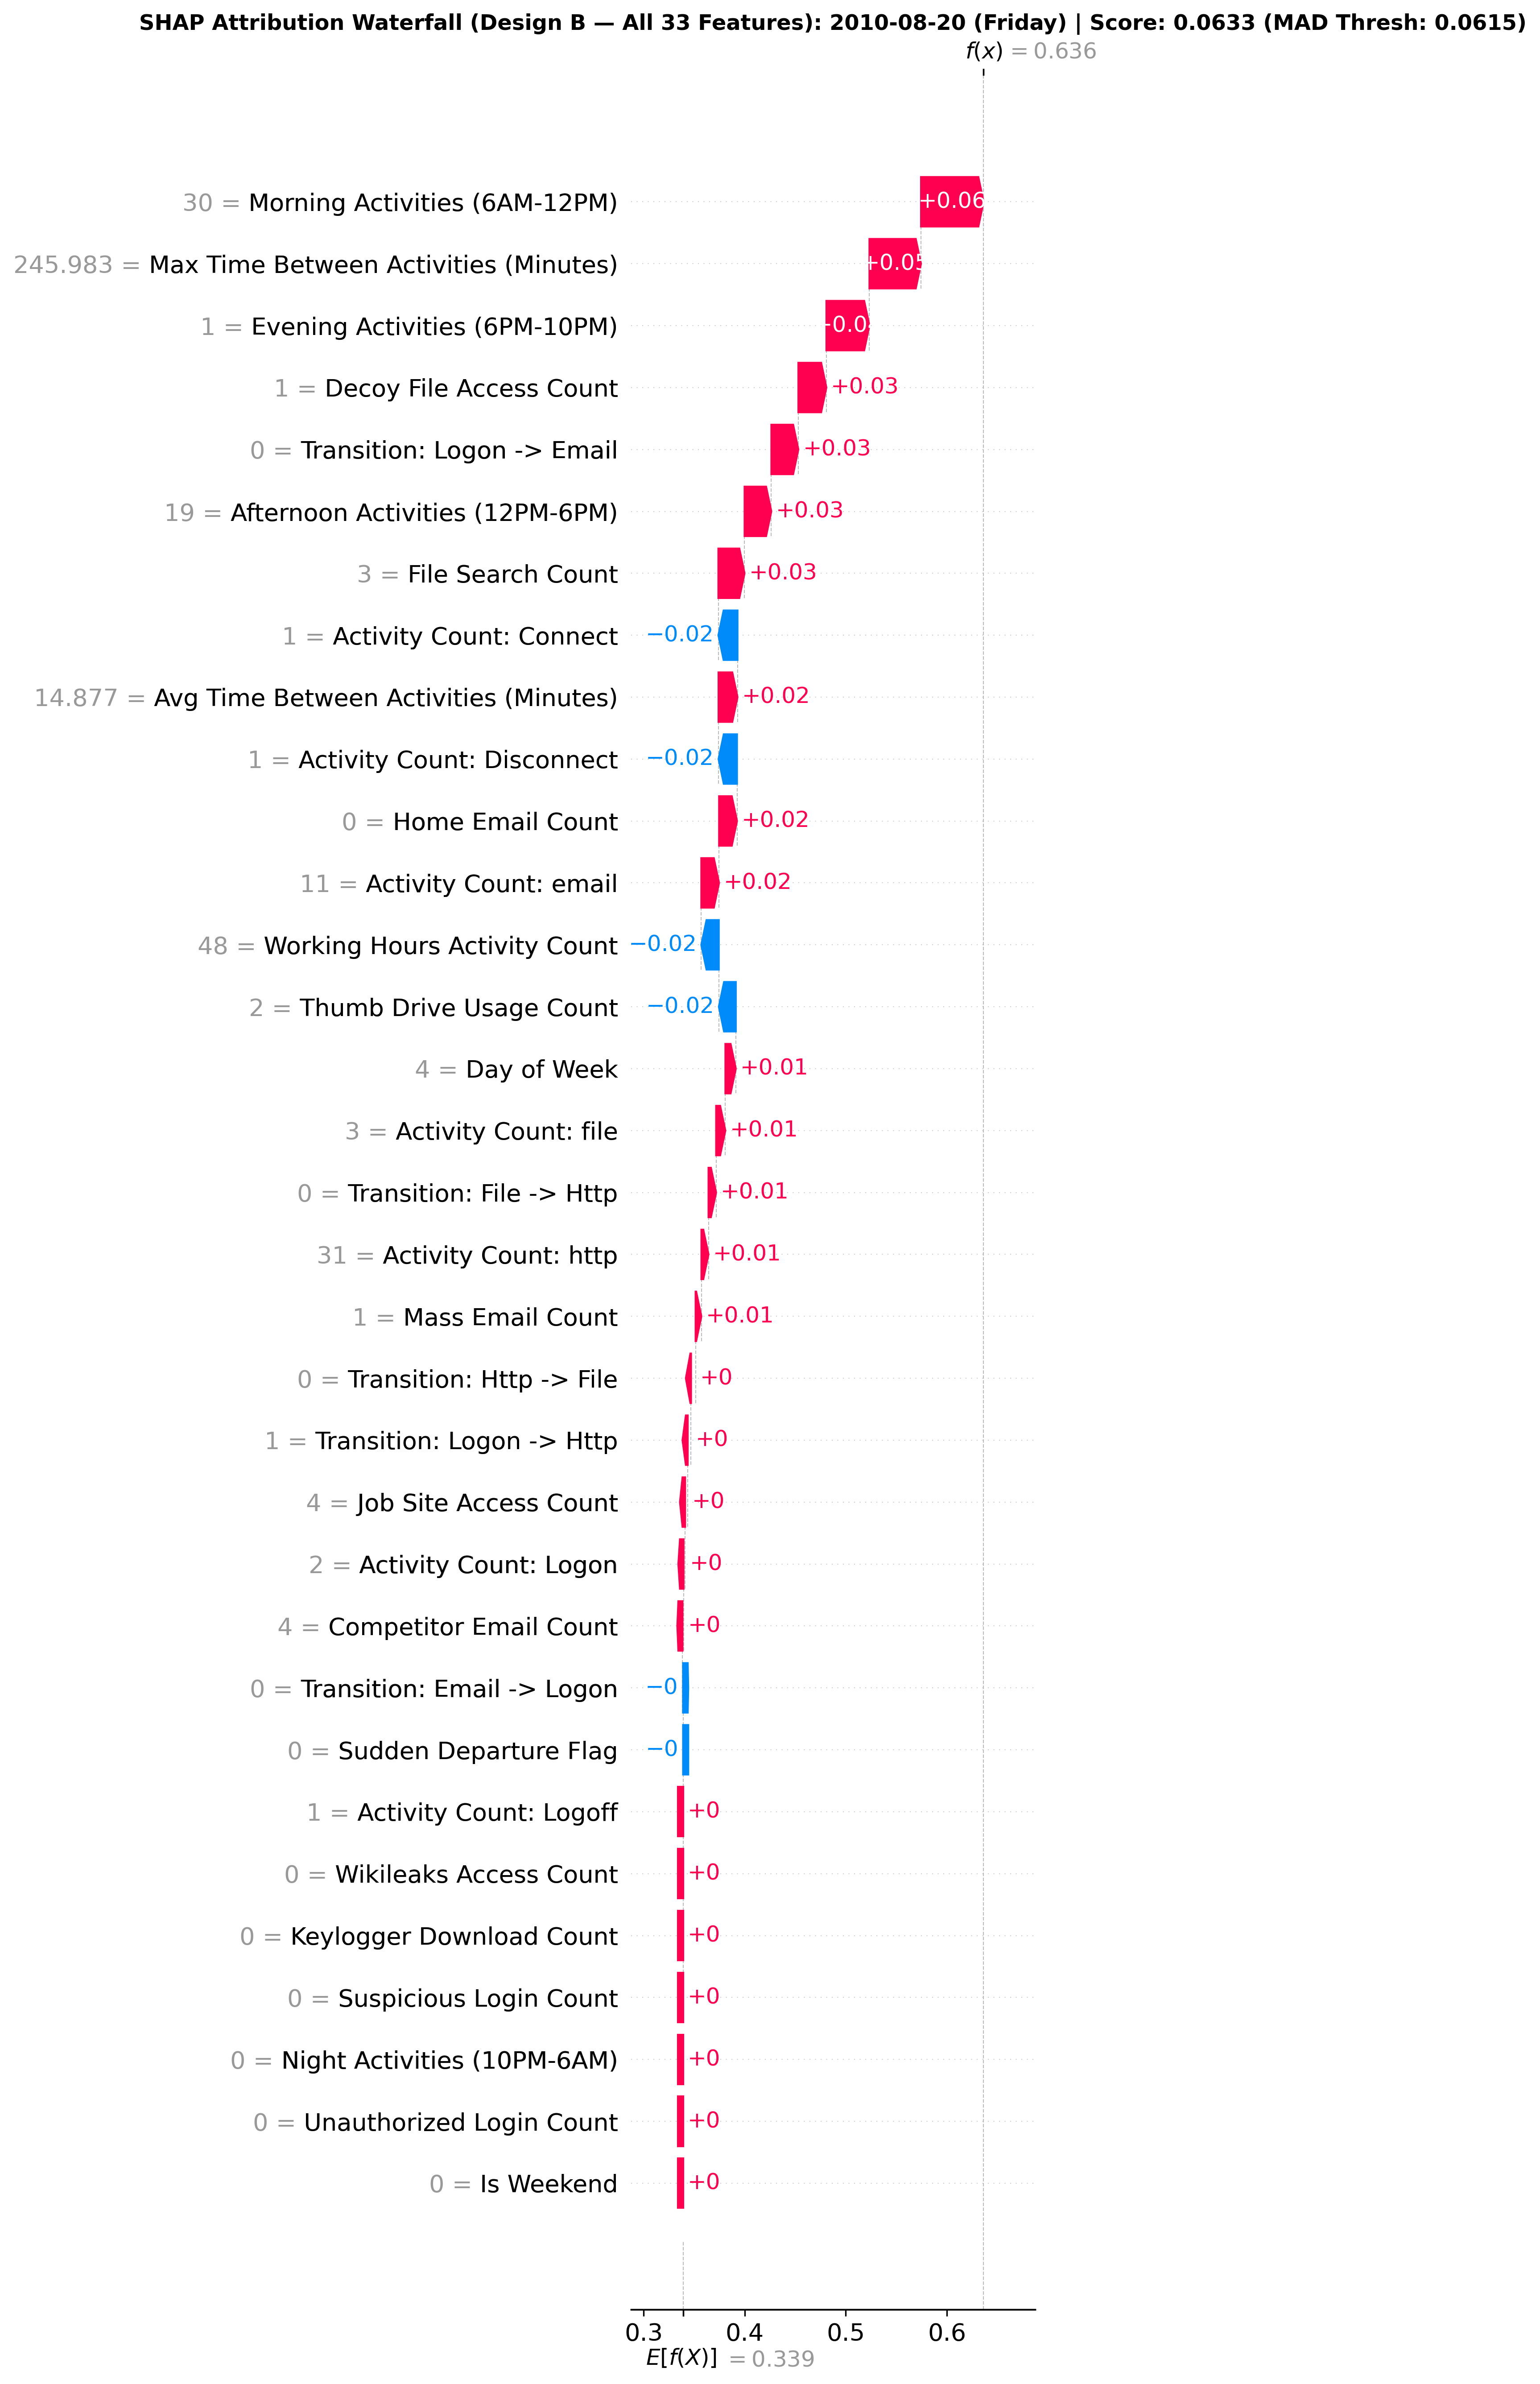 SHAP Attribution Waterfall (Design B — All 33 Features): 2010-08-20 (Friday) | Score: 0.0633 (MAD Thresh: 0.0615)
f(x) = 0.636
30 = Morning Activities (6AM-12PM) +0.06
245.983 = Max Time Between Activities (Minutes) +0.05
1 = Evening Activities (6PM-10PM)
1 = Decoy File Access Count +0.03
0 = Transition: Logon -> Email +0.03
19 = Afternoon Activities (12PM-6PM) +0.03
3 = File Search Count +0.03
1 = Activity Count: Connect −0.02
14.877 = Avg Time Between Activities (Minutes) +0.02
1 = Activity Count: Disconnect −0.02
0 = Home Email Count +0.02
11 = Activity Count: email +0.02
48 = Working Hours Activity Count −0.02
2 = Thumb Drive Usage Count −0.02
4 = Day of Week +0.01
3 = Activity Count: file +0.01
0 = Transition: File -> Http +0.01
31 = Activity Count: http +0.01
1 = Mass Email Count +0.01
0 = Transition: Http -> File +0
1 = Transition: Logon -> Http +0
4 = Job Site Access Count +0
2 = Activity Count: Logon +0
4 = Competitor Email Count +0
0 = Transition: Email -> Logon −0
0 = Sudden Departure Flag −0
1 = Activity Count: Logoff +0
0 = Wikileaks Access Count +0
0 = Keylogger Download Count +0
0 = Suspicious Login Count +0
0 = Night Activities (10PM-6AM) +0
0 = Unauthorized Login Count +0
0 = Is Weekend +0
0.3 0.4 0.5 0.6
E[f(X)] = 0.339